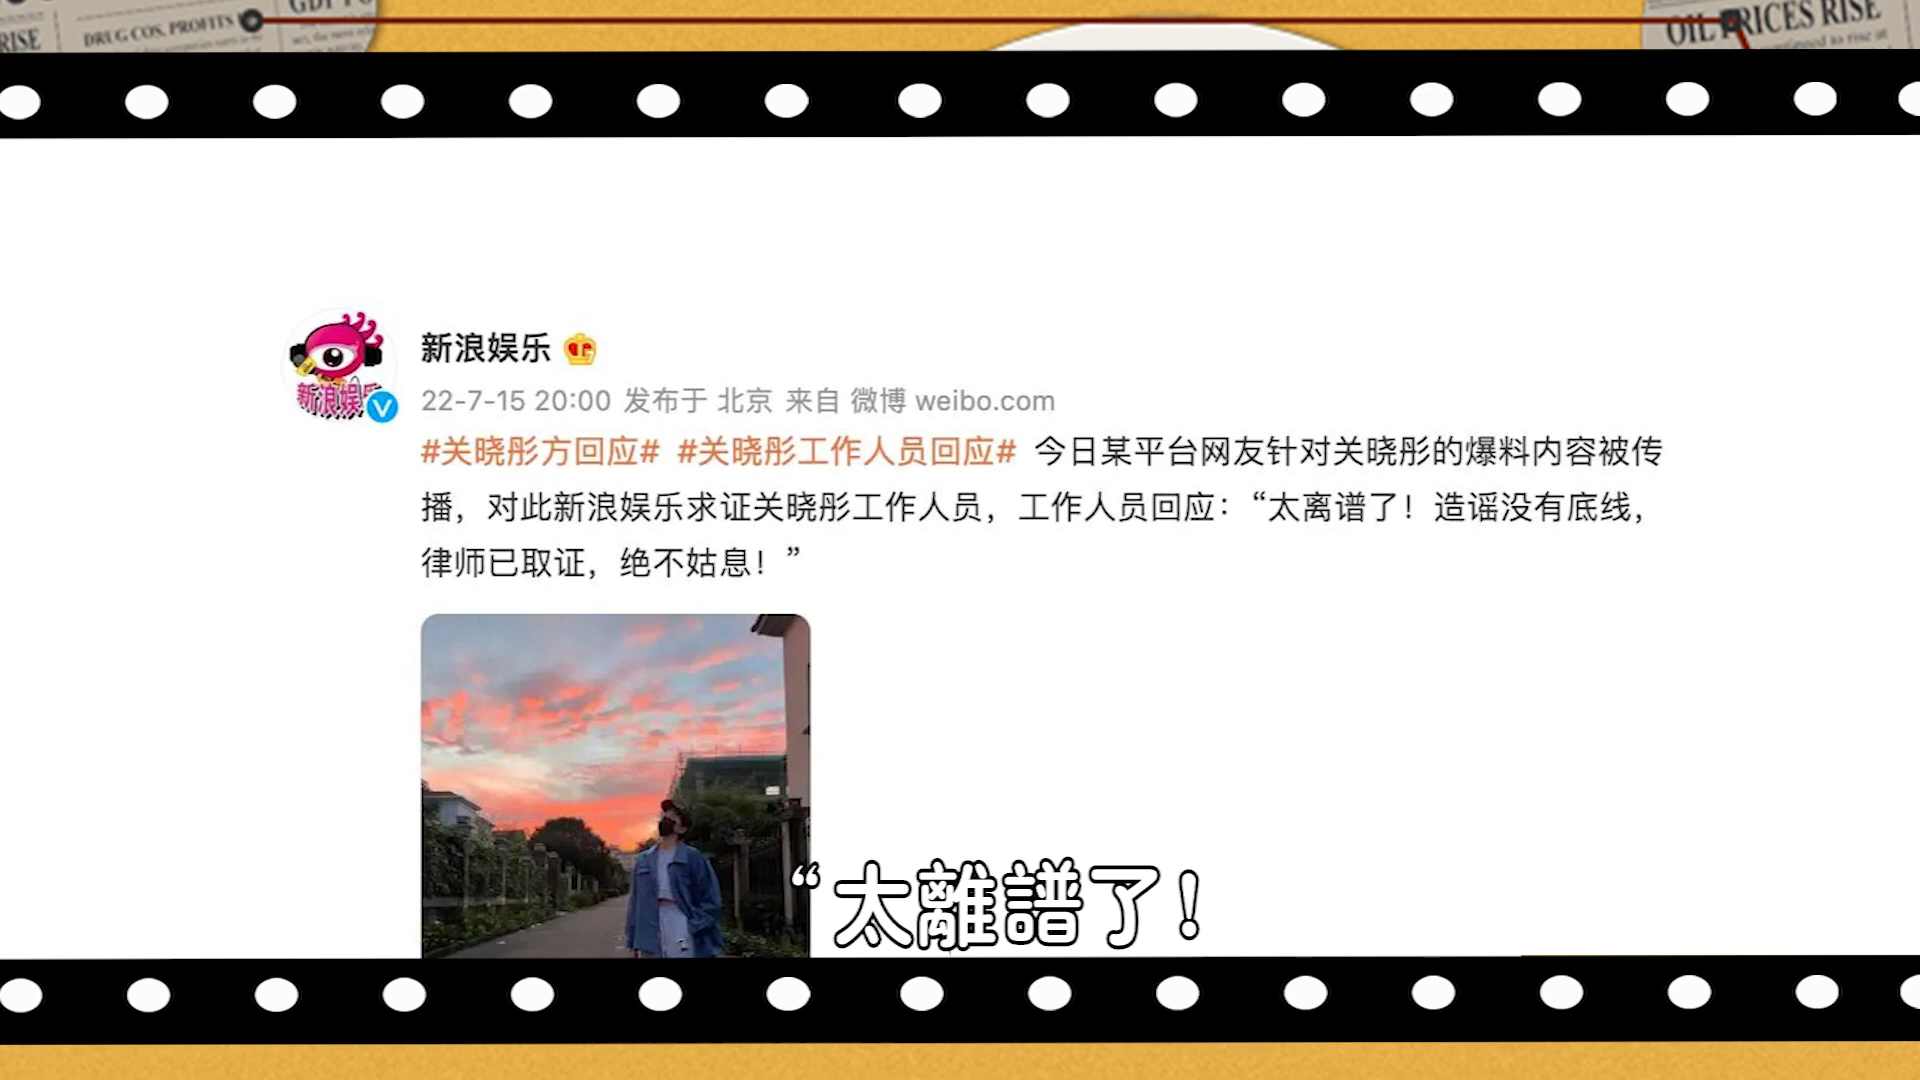 RISE
DRUG COS. PROFITS
OIL PRICES RISE
新浪娱乐
新浪娱乐
22-7-15 20:00 发布于 北京 来自 微博 weibo.com
#关晓彤方回应# #关晓彤工作人员回应# 今日某平台网友针对关晓彤的爆料内容被传
播，对此新浪娱乐求证关晓彤工作人员，工作人员回应：“太离谱了！造谣没有底线，
律师已取证，绝不姑息！”
“太離譜了！